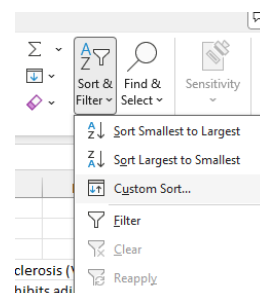 Sort & Find & Sensitivity
Filter Select
Sort Smallest to Largest
Sort Largest to Smallest
Custom Sort...
Filter
Clear
Reapply
clerosis (
hibits adi